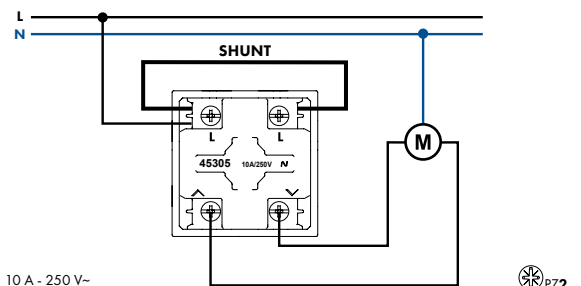 L
N
SHUNT
L L
45305 10A/250V N
M
10 A - 250 V~
PZ2